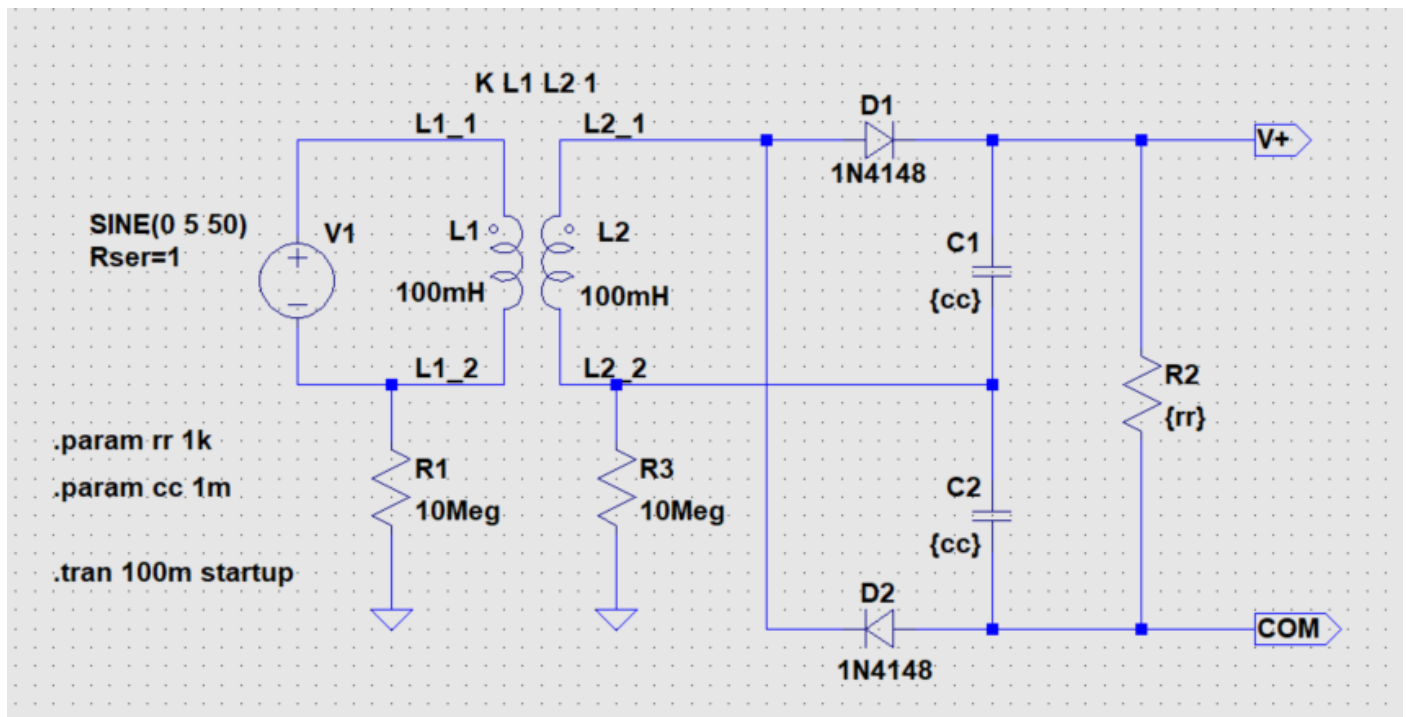 K L1 L2 1
D1
L1_1
L2_1
V+
1N4148
SINE(0 5 50)
Rser=1
V1
L1
L2
C1
100mH
100mH
{cc}
L1_2
L2_2
R2
{rr}
.param rr 1k
R1
R3
.param cc 1m
10Meg
10Meg
C2
{cc}
.tran 100m startup
D2
COM
1N4148